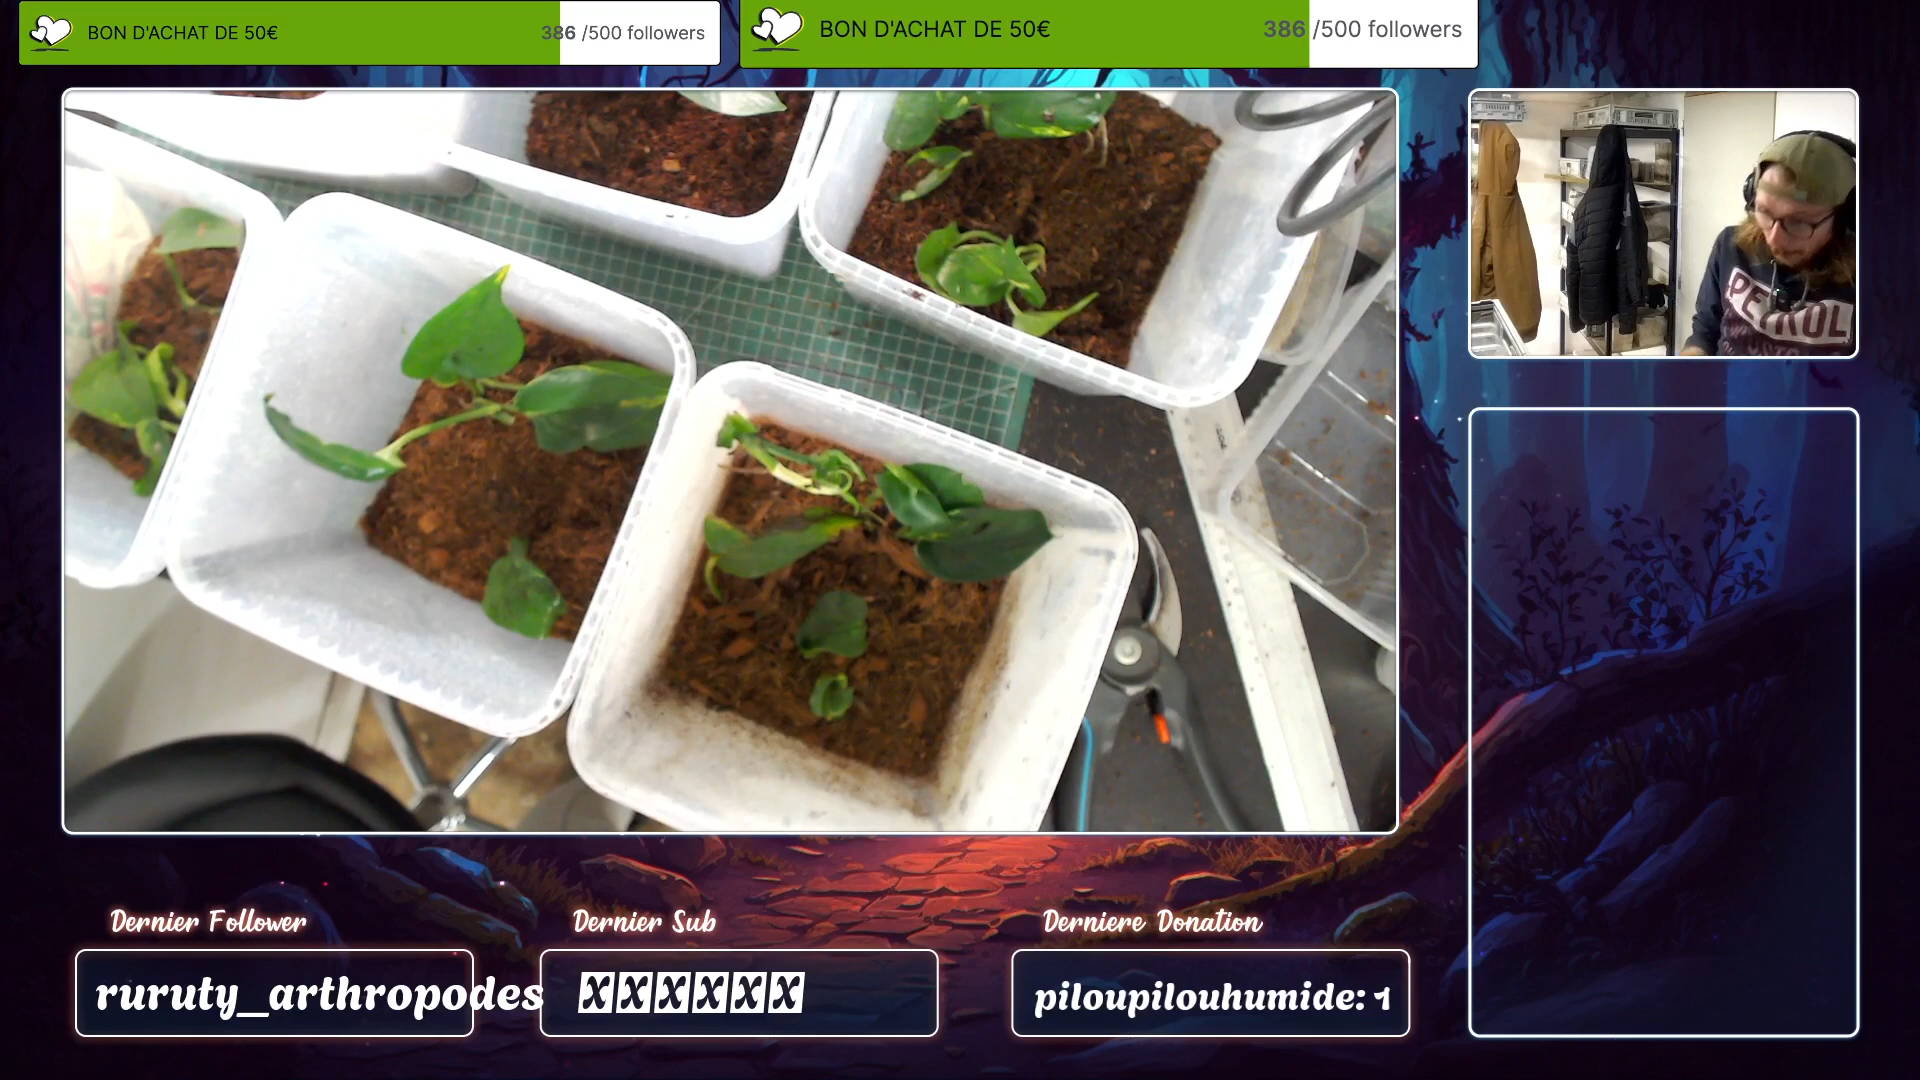 BON D'ACHAT DE 50€
386 /500 followers
BON D'ACHAT DE 50€
386 /500 followers
PETROL
Dernier Follower
Dernier Sub
Derniere Donation
ruruty_arthropodes
piloupilouhumide: 1